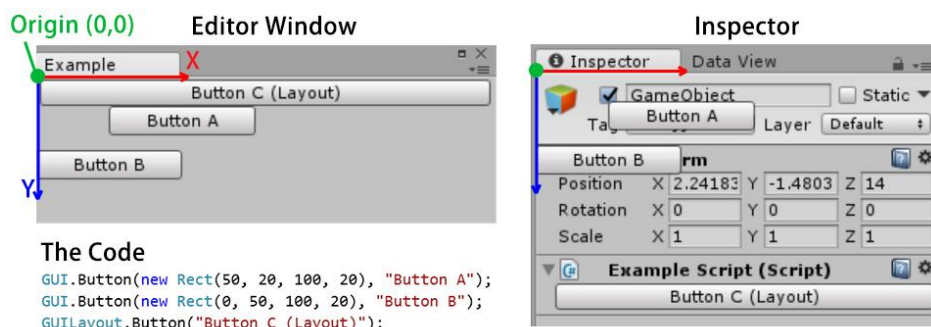 Origin (0,0)
Editor Window
Example
X
Button C (Layout)
Button A
Button B
Y
The Code
GUI.Button(new Rect(50, 20, 100, 20), "Button A");
GUI.Button(new Rect(0, 50, 100, 20), "Button B");
GUILayout.Button("Button C (Layout)");
Inspector
Inspector Data View
GameObject Static
Button A
Layer Default
Button B rm
Position X 2.24183 Y -1.4803 Z 14
Rotation X 0 Y 0 Z 0
Scale X 1 Y 1 Z 1
Example Script (Script)
Button C (Layout)